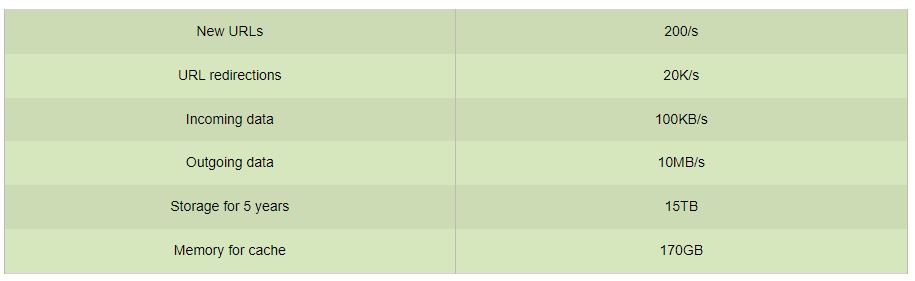 New URLs 200/s
URL redirections 20K/s
Incoming data 100KB/s
Outgoing data 10MB/s
Storage for 5 years 15TB
Memory for cache 170GB